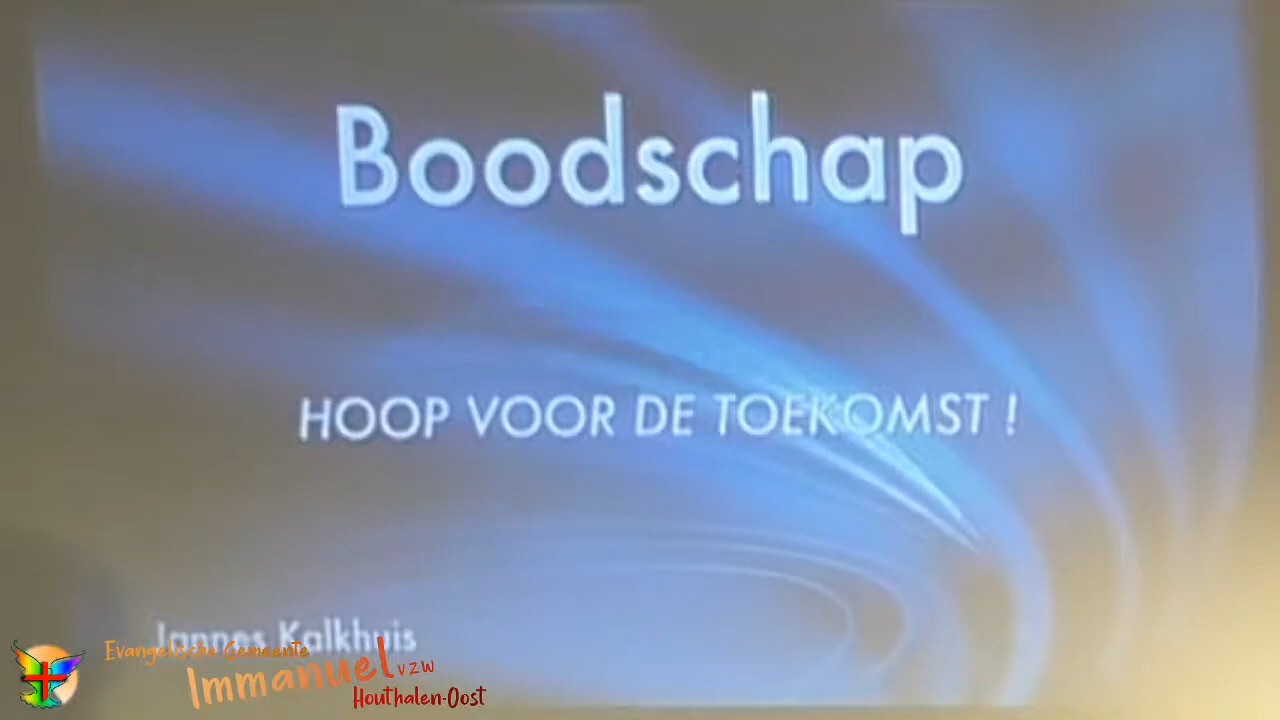 Boodschap
HOOP VOOR DE TOEKOMST !
Jannes Kalkhuis
Evangelische Gemeente
Immanuel vzw
Houthalen-Oost